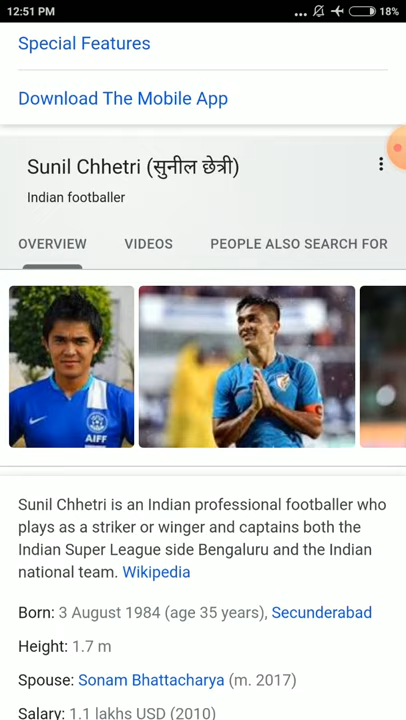 12:51 PM ... 18%
Special Features
Download The Mobile App
Sunil Chhetri (सुनील छेत्री)
Indian footballer
OVERVIEW VIDEOS PEOPLE ALSO SEARCH FOR
AIFF
Sunil Chhetri is an Indian professional footballer who
plays as a striker or winger and captains both the
Indian Super League side Bengaluru and the Indian
national team. Wikipedia
Born: 3 August 1984 (age 35 years), Secunderabad
Height: 1.7 m
Spouse: Sonam Bhattacharya (m. 2017)
Salary: 1.1 lakhs USD (2010)